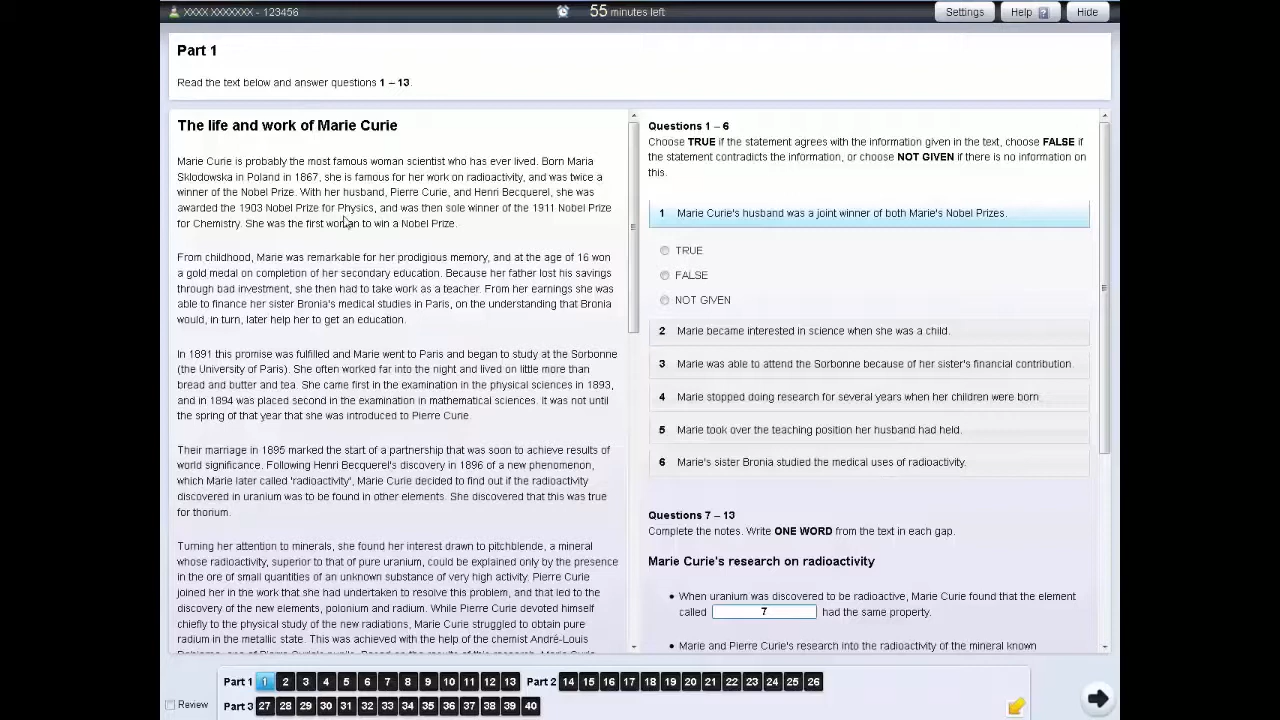 XXXX XXXXXXX - 123456
55 minutes left
Settings
Help ?
Hide
Part 1
Read the text below and answer questions 1 – 13.
The life and work of Marie Curie
Marie Curie is probably the most famous woman scientist who has ever lived. Born Maria
Sklodowska in Poland in 1867, she is famous for her work on radioactivity, and was twice a
winner of the Nobel Prize. With her husband, Pierre Curie, and Henri Becquerel, she was
awarded the 1903 Nobel Prize for Physics, and was then sole winner of the 1911 Nobel Prize
for Chemistry. She was the first woman to win a Nobel Prize.
From childhood, Marie was remarkable for her prodigious memory, and at the age of 16 won
a gold medal on completion of her secondary education. Because her father lost his savings
through bad investment, she then had to take work as a teacher. From her earnings she was
able to finance her sister Bronia's medical studies in Paris, on the understanding that Bronia
would, in turn, later help her to get an education.
In 1891 this promise was fulfilled and Marie went to Paris and began to study at the Sorbonne
(the University of Paris). She often worked far into the night and lived on little more than
bread and butter and tea. She came first in the examination in the physical sciences in 1893,
and in 1894 was placed second in the examination in mathematical sciences. It was not until
the spring of that year that she was introduced to Pierre Curie.
Their marriage in 1895 marked the start of a partnership that was soon to achieve results of
world significance. Following Henri Becquerel's discovery in 1896 of a new phenomenon,
which Marie later called 'radioactivity', Marie Curie decided to find out if the radioactivity
discovered in uranium was to be found in other elements. She discovered that this was true
for thorium.
Turning her attention to minerals, she found her interest drawn to pitchblende, a mineral
whose radioactivity, superior to that of pure uranium, could be explained only by the presence
in the ore of small quantities of an unknown substance of very high activity. Pierre Curie
joined her in the work that she had undertaken to resolve this problem, and that led to the
discovery of the new elements, polonium and radium. While Pierre Curie devoted himself
chiefly to the physical study of the new radiations, Marie Curie struggled to obtain pure
radium in the metallic state. This was achieved with the help of the chemist André-Louis
Questions 1 – 6
Choose TRUE if the statement agrees with the information given in the text, choose FALSE if
the statement contradicts the information, or choose NOT GIVEN if there is no information on
this.
1 Marie Curie's husband was a joint winner of both Marie's Nobel Prizes.
TRUE
FALSE
NOT GIVEN
2 Marie became interested in science when she was a child.
3 Marie was able to attend the Sorbonne because of her sister's financial contribution.
4 Marie stopped doing research for several years when her children were born.
5 Marie took over the teaching position her husband had held.
6 Marie's sister Bronia studied the medical uses of radioactivity.
Questions 7 – 13
Complete the notes. Write ONE WORD from the text in each gap.
Marie Curie's research on radioactivity
• When uranium was discovered to be radioactive, Marie Curie found that the element
called 7 had the same property.
• Marie and Pierre Curie's research into the radioactivity of the mineral known
Part 1 1 2 3 4 5 6 7 8 9 10 11 12 13 Part 2 14 15 16 17 18 19 20 21 22 23 24 25 26
Review
Part 3 27 28 29 30 31 32 33 34 35 36 37 38 39 40